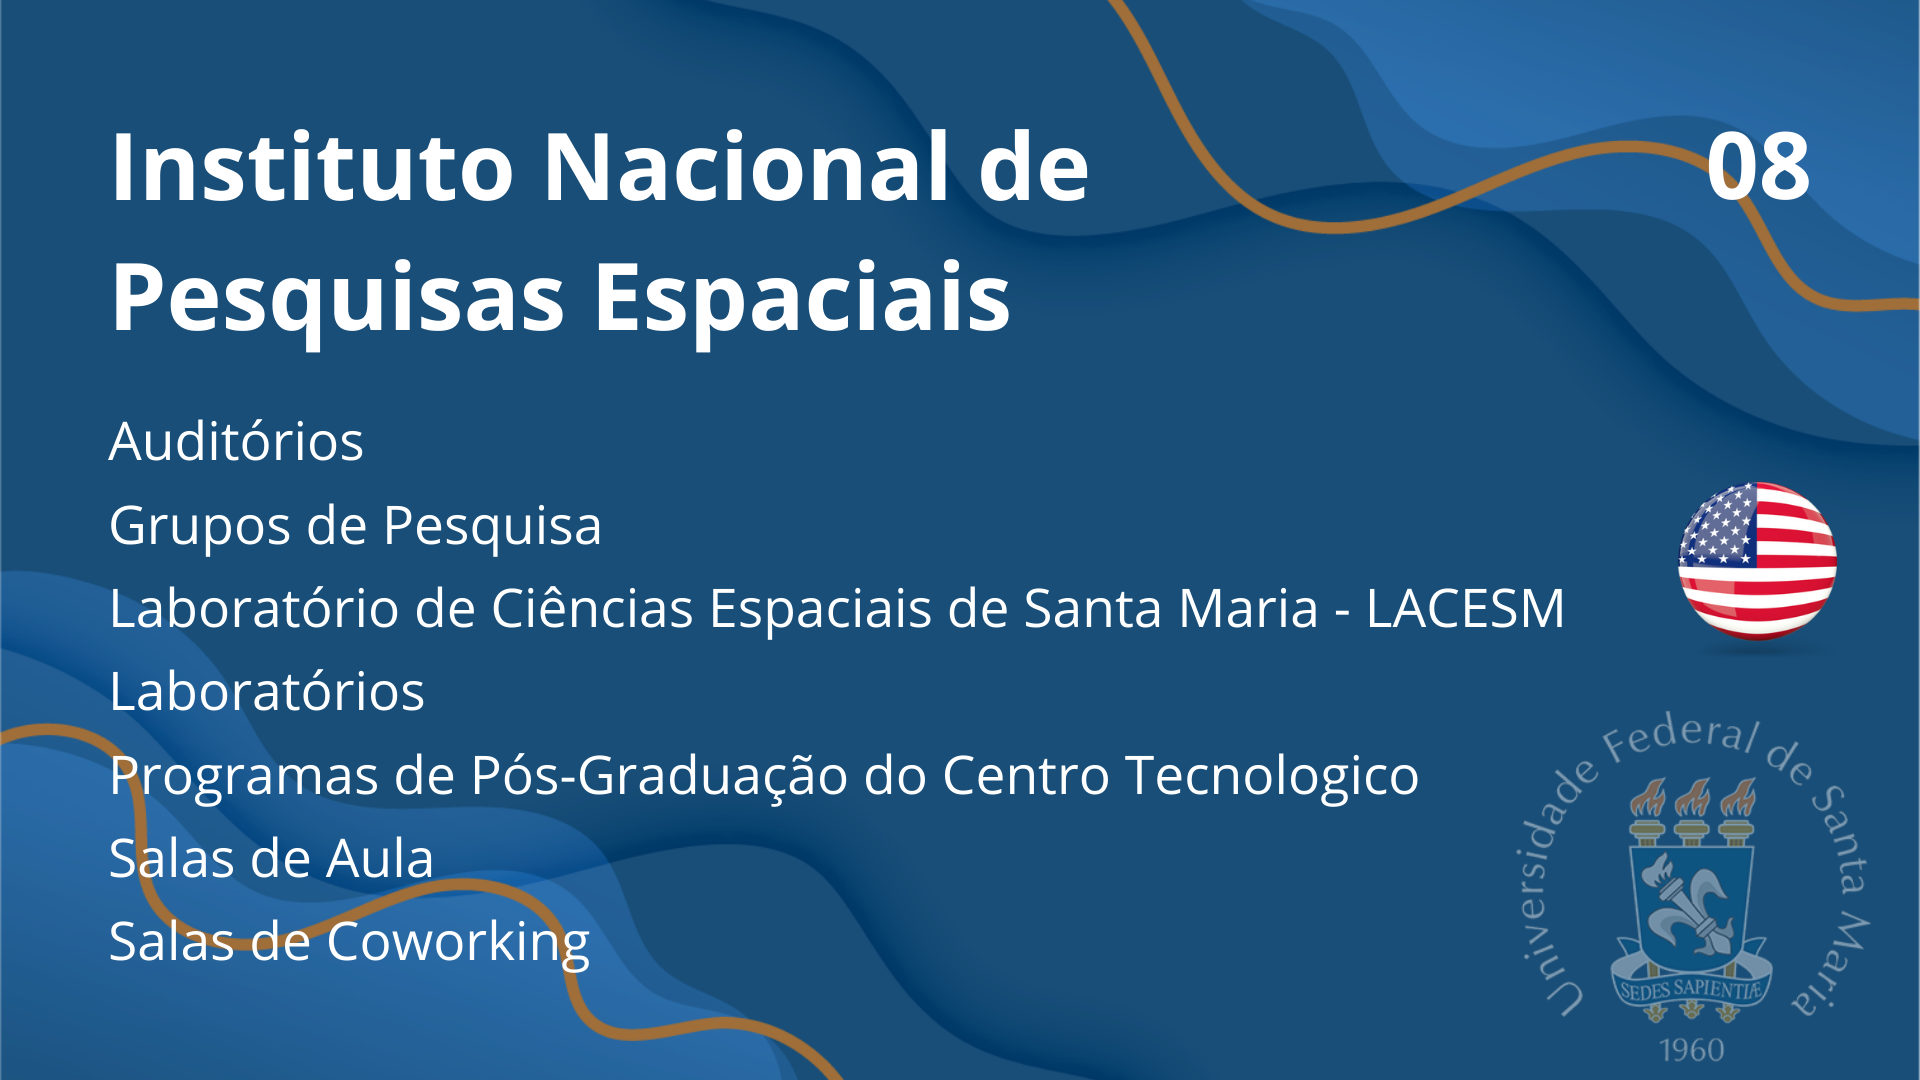 Instituto Nacional de
Pesquisas Espaciais
08
Auditórios
Grupos de Pesquisa
Laboratório de Ciências Espaciais de Santa Maria - LACESM
Laboratórios
Programas de Pós-Graduação do Centro Tecnologico
Salas de Aula
Salas de Coworking
Universidade Federal de Santa Maria
SEDES SAPIENTIÆ
1960